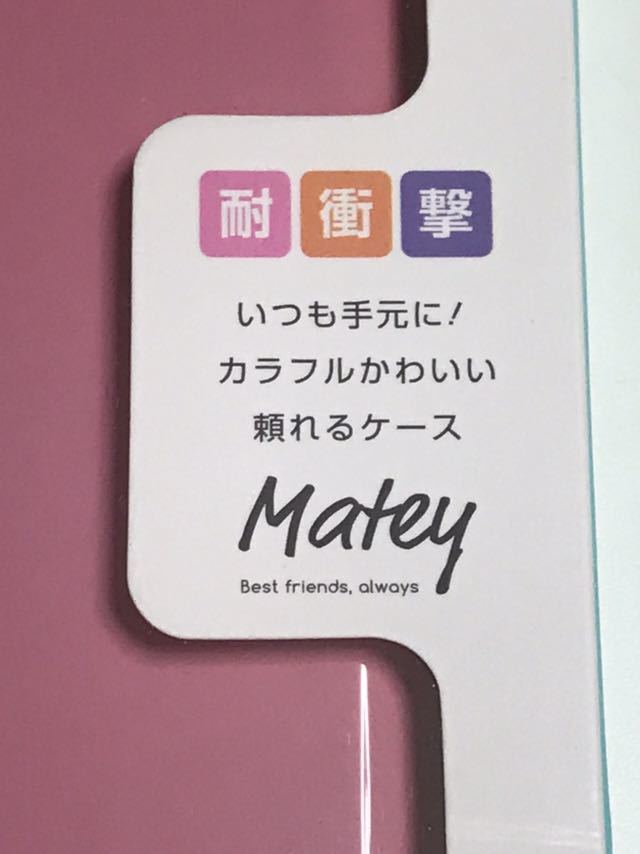 耐衝撃
いつも手元に!
カラフルかわいい
頼れるケース
Matey
Best friends, always